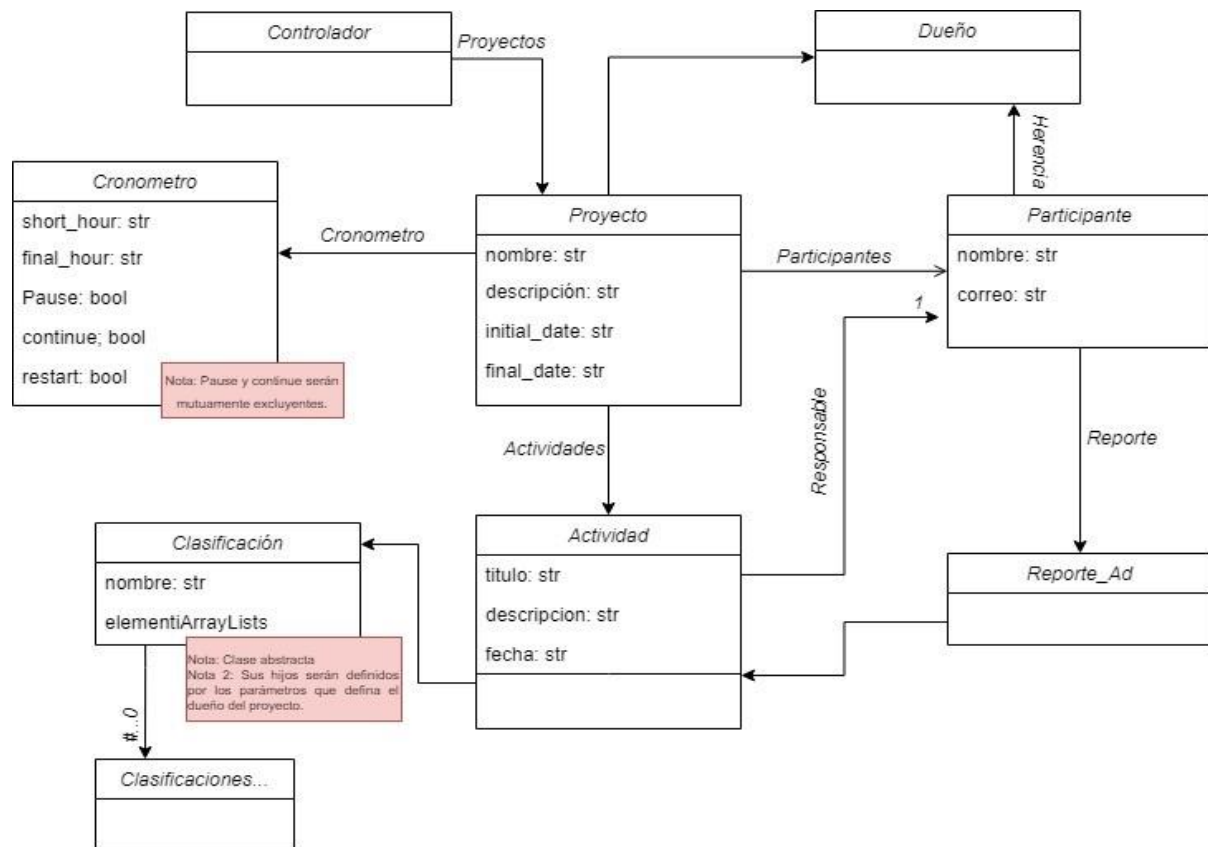 Controlador
Proyectos
Dueño
Herencia
Cronometro
short_hour: str
final_hour: str
Pause: bool
continue; bool
restart: bool
Nota: Pause y continue serán
mutuamente excluyentes.
Cronometro
Proyecto
nombre: str
descripción: str
initial_date: str
final_date: str
Participantes
Participante
nombre: str
correo: str
1
Responsable
Actividades
Reporte
Clasificación
nombre: str
elementiArrayLists
Nota: Clase abstracta
Nota 2: Sus hijos serán definidos
por los parámetros que defina el
dueño del proyecto.
Actividad
titulo: str
descripcion: str
fecha: str
Reporte_Ad
#...0
Clasificaciones...